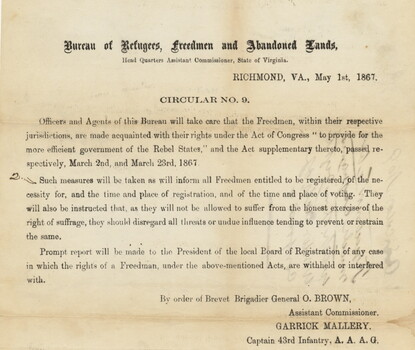 Bureau of Refugees, Freedmen and Abandoned Lands,
Head Quarters Assistant Commissioner, State of Virginia.
RICHMOND, VA., May 1st, 1867.
CIRCULAR NO. 9.
Officers and Agents of this Bureau will take care that the Freedmen, within their respective
jurisdictions, are made acquainted with their rights under the Act of Congress “ to provide for
the more efficient government of the Rebel States,” and the Act supplementary thereto, passed re-
spectively, March 2nd, and March 23rd, 1867.
Such measures will be taken as will inform all Freedmen entitled to be registered, of the ne-
cessity for, and the time and place of registration, and of the time and place of voting. They
will also be instructed that, as they will not be allowed to suffer from the honest exercise of the
right of suffrage, they should disregard all threats or undue influence tending to prevent or restrain
the same.
Prompt report will be made to the President of the local Board of Registration of any case
in which the rights of a Freedman, under the above-mentioned Acts, are withheld or interfered
with.
By order of Brevet Brigadier General O. BROWN,
Assistant Commissioner.
GARRICK MALLERY,
Captain 43rd Infantry, A. A. A. G.